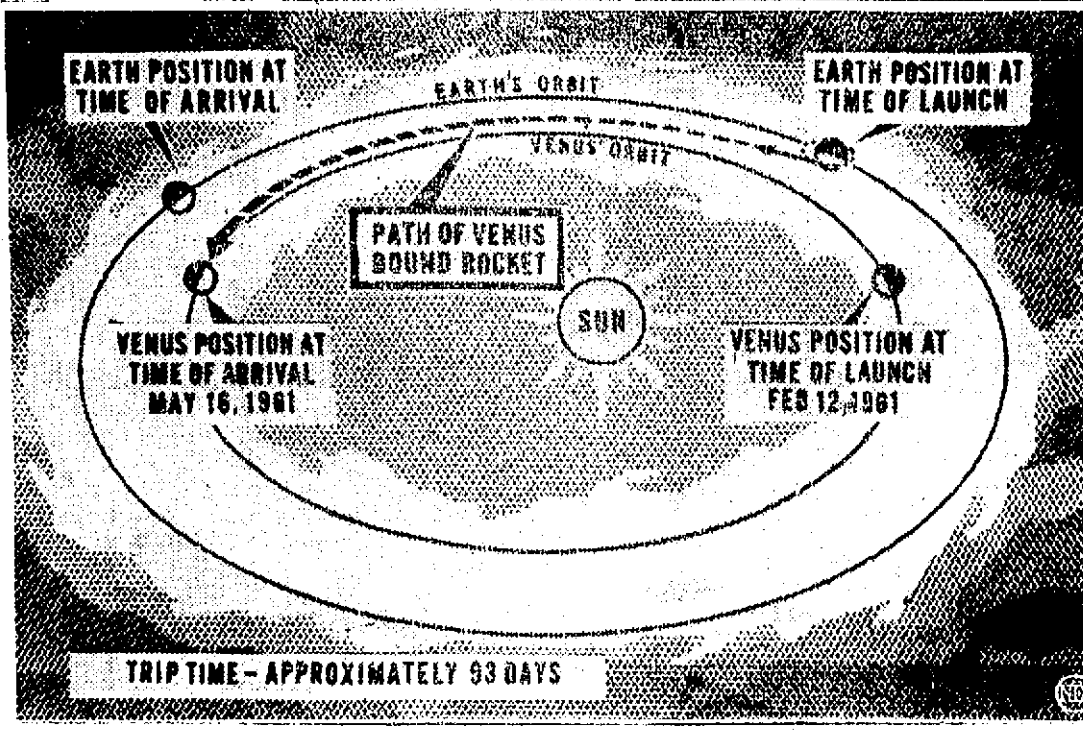 EARTH POSITION AT
TIME OF ARRIVAL
EARTH'S ORBIT
EARTH POSITION AT
TIME OF LAUNCH
VENUS' ORBIT
PATH OF VENUS
BOUND ROCKET
SUN
VENUS POSITION AT
TIME OF ARRIVAL
MAY 16, 1961
VENUS POSITION AT
TIME OF LAUNCH
FEB 12, 1961
TRIP TIME – APPROXIMATELY 93 DAYS